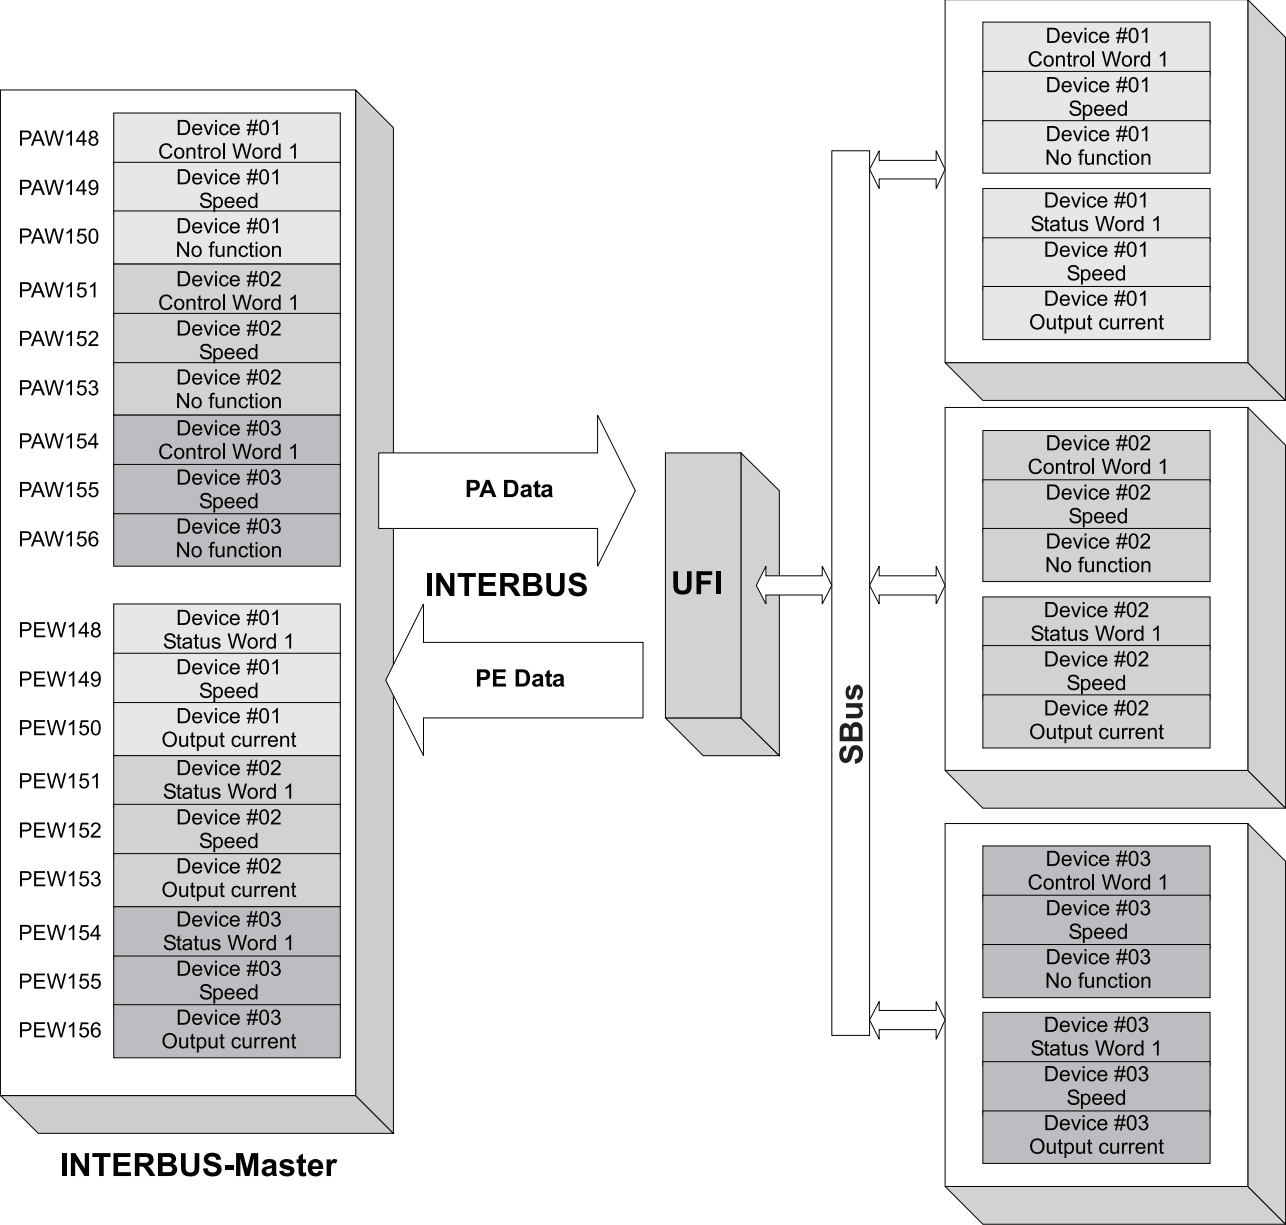 PAW148
Device #01
Control Word 1
PAW149
Device #01
Speed
PAW150
Device #01
No function
PAW151
Device #02
Control Word 1
PAW152
Device #02
Speed
PAW153
Device #02
No function
PAW154
Device #03
Control Word 1
PAW155
Device #03
Speed
PAW156
Device #03
No function
PEW148
Device #01
Status Word 1
PEW149
Device #01
Speed
PEW150
Device #01
Output current
PEW151
Device #02
Status Word 1
PEW152
Device #02
Speed
PEW153
Device #02
Output current
PEW154
Device #03
Status Word 1
PEW155
Device #03
Speed
PEW156
Device #03
Output current
INTERBUS-Master
PA Data
INTERBUS
PE Data
UFI
SBus
Device #01
Control Word 1
Device #01
Speed
Device #01
No function
Device #01
Status Word 1
Device #01
Speed
Device #01
Output current
Device #02
Control Word 1
Device #02
Speed
Device #02
No function
Device #02
Status Word 1
Device #02
Speed
Device #02
Output current
Device #03
Control Word 1
Device #03
Speed
Device #03
No function
Device #03
Status Word 1
Device #03
Speed
Device #03
Output current